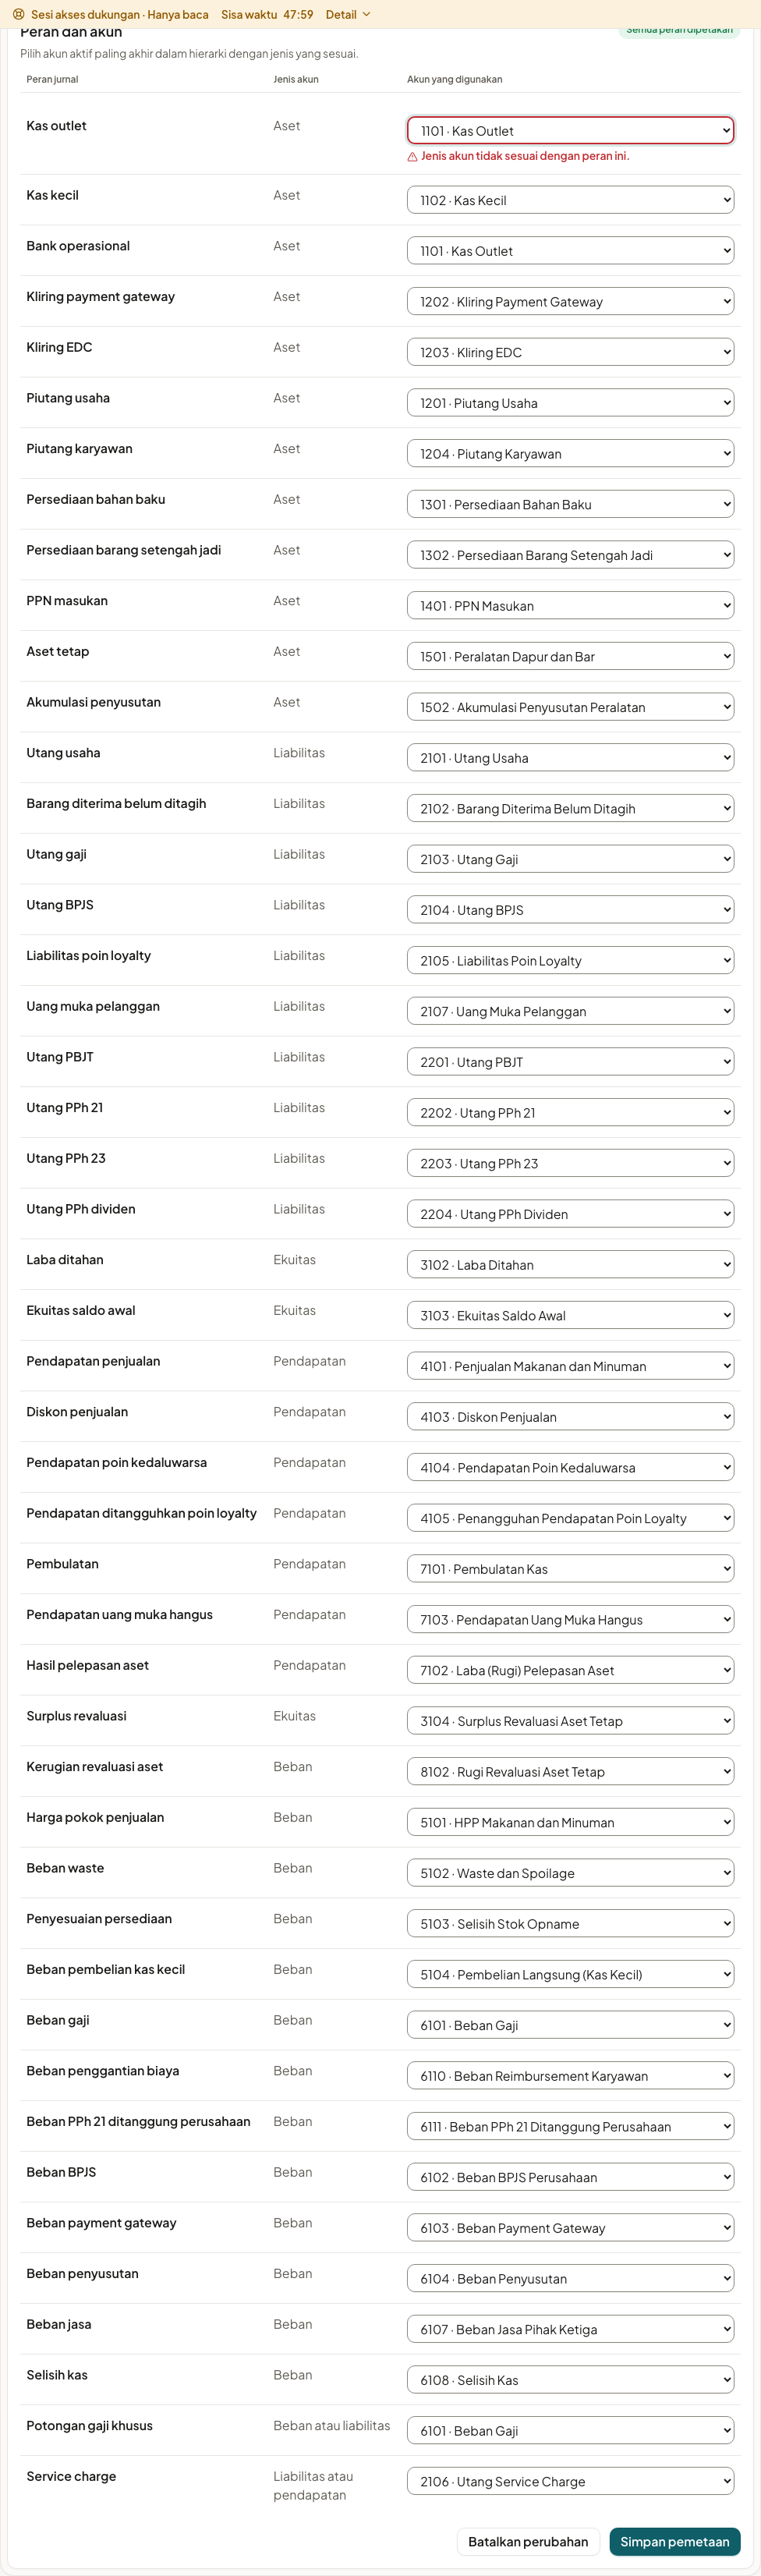 Sesi akses dukungan · Hanya baca Sisa waktu 47:59 Detail
Peran dan akun Semua peran dipetakan
Pilih akun aktif paling akhir dalam hierarki dengan jenis yang sesuai.
Peran jurnal Jenis akun Akun yang digunakan
Kas outlet Aset 1101 · Kas Outlet
Jenis akun tidak sesuai dengan peran ini.
Kas kecil Aset 1102 · Kas Kecil
Bank operasional Aset 1101 · Kas Outlet
Kliring payment gateway Aset 1202 · Kliring Payment Gateway
Kliring EDC Aset 1203 · Kliring EDC
Piutang usaha Aset 1201 · Piutang Usaha
Piutang karyawan Aset 1204 · Piutang Karyawan
Persediaan bahan baku Aset 1301 · Persediaan Bahan Baku
Persediaan barang setengah jadi Aset 1302 · Persediaan Barang Setengah Jadi
PPN masukan Aset 1401 · PPN Masukan
Aset tetap Aset 1501 · Peralatan Dapur dan Bar
Akumulasi penyusutan Aset 1502 · Akumulasi Penyusutan Peralatan
Utang usaha Liabilitas 2101 · Utang Usaha
Barang diterima belum ditagih Liabilitas 2102 · Barang Diterima Belum Ditagih
Utang gaji Liabilitas 2103 · Utang Gaji
Utang BPJS Liabilitas 2104 · Utang BPJS
Liabilitas poin loyalty Liabilitas 2105 · Liabilitas Poin Loyalty
Uang muka pelanggan Liabilitas 2107 · Uang Muka Pelanggan
Utang PBJT Liabilitas 2201 · Utang PBJT
Utang PPh 21 Liabilitas 2202 · Utang PPh 21
Utang PPh 23 Liabilitas 2203 · Utang PPh 23
Utang PPh dividen Liabilitas 2204 · Utang PPh Dividen
Laba ditahan Ekuitas 3102 · Laba Ditahan
Ekuitas saldo awal Ekuitas 3103 · Ekuitas Saldo Awal
Pendapatan penjualan Pendapatan 4101 · Penjualan Makanan dan Minuman
Diskon penjualan Pendapatan 4103 · Diskon Penjualan
Pendapatan poin kedaluwarsa Pendapatan 4104 · Pendapatan Poin Kedaluwarsa
Pendapatan ditangguhkan poin loyalty Pendapatan 4105 · Penangguhan Pendapatan Poin Loyalty
Pembulatan Pendapatan 7101 · Pembulatan Kas
Pendapatan uang muka hangus Pendapatan 7103 · Pendapatan Uang Muka Hangus
Hasil pelepasan aset Pendapatan 7102 · Laba (Rugi) Pelepasan Aset
Surplus revaluasi Ekuitas 3104 · Surplus Revaluasi Aset Tetap
Kerugian revaluasi aset Beban 8102 · Rugi Revaluasi Aset Tetap
Harga pokok penjualan Beban 5101 · HPP Makanan dan Minuman
Beban waste Beban 5102 · Waste dan Spoilage
Penyesuaian persediaan Beban 5103 · Selisih Stok Opname
Beban pembelian kas kecil Beban 5104 · Pembelian Langsung (Kas Kecil)
Beban gaji Beban 6101 · Beban Gaji
Beban penggantian biaya Beban 6110 · Beban Reimbursement Karyawan
Beban PPh 21 ditanggung perusahaan Beban 6111 · Beban PPh 21 Ditanggung Perusahaan
Beban BPJS Beban 6102 · Beban BPJS Perusahaan
Beban payment gateway Beban 6103 · Beban Payment Gateway
Beban penyusutan Beban 6104 · Beban Penyusutan
Beban jasa Beban 6107 · Beban Jasa Pihak Ketiga
Selisih kas Beban 6108 · Selisih Kas
Potongan gaji khusus Beban atau liabilitas 6101 · Beban Gaji
Service charge Liabilitas atau pendapatan 2106 · Utang Service Charge
Batalkan perubahan Simpan pemetaan